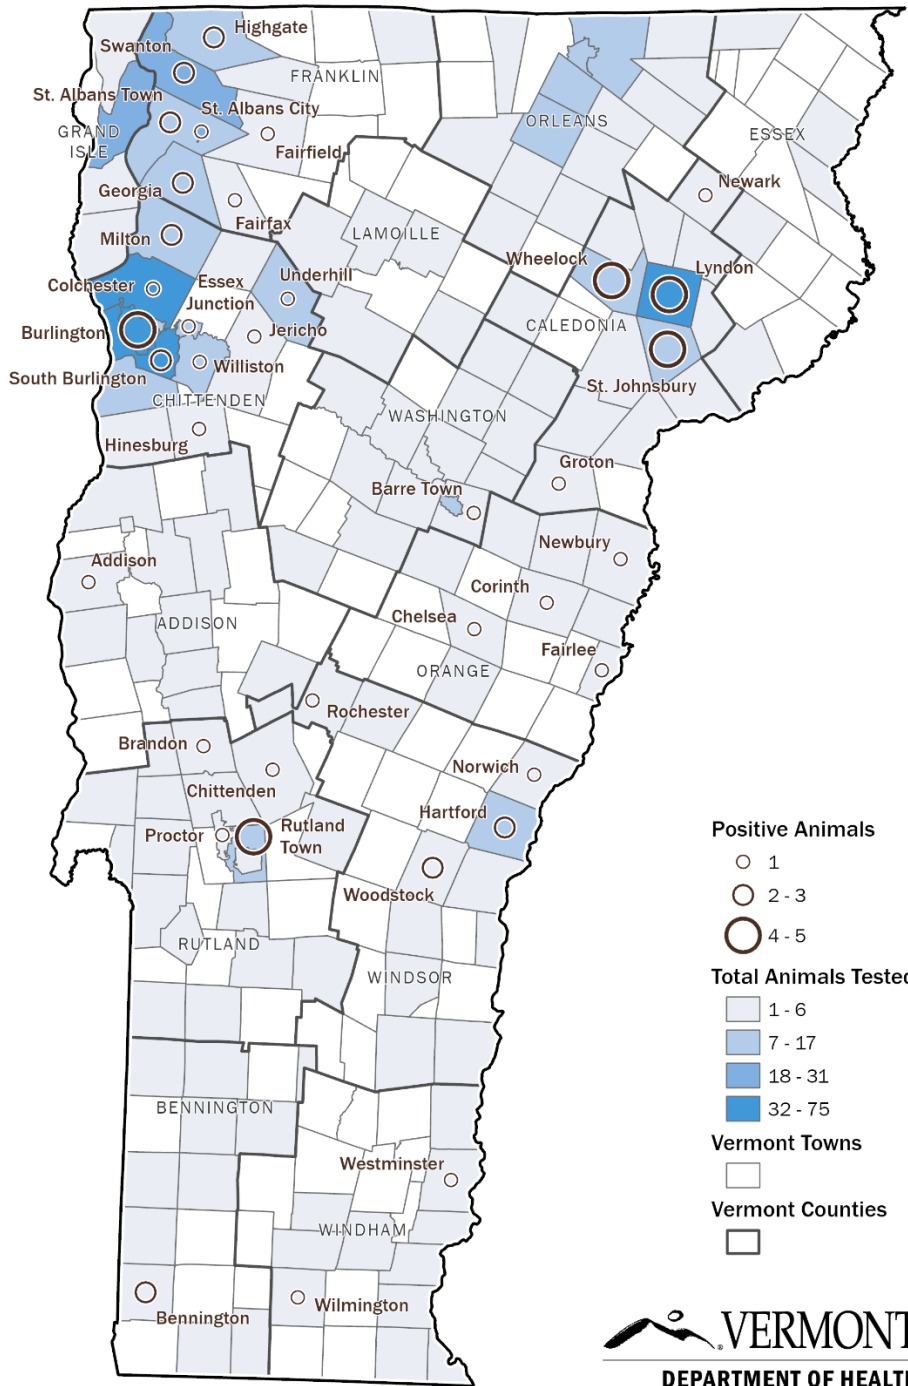 Highgate
Swanton
FRANKLIN
St. Albans Town
St. Albans City
GRAND
ISLE
ORLEANS
ESSEX
Fairfield
Georgia
Newark
Fairfax
Milton
LAMOILLE
Wheelock
Lyndon
Colchester
Essex
Junction
Underhill
Burlington
Jericho
CALEDONIA
Williston
South Burlington
St. Johnsbury
CHITTENDEN
WASHINGTON
Hinesburg
Groton
Barre Town
Newbury
Addison
Corinth
Chelsea
ADDISON
Fairlee
ORANGE
Rochester
Brandon
Norwich
Chittenden
Hartford
Proctor
Rutland
Town
Woodstock
RUTLAND
WINDSOR
BENNINGTON
Westminster
WINDHAM
Wilmington
Bennington
Positive Animals
1
2 - 3
4 - 5
Total Animals Tested
1 - 6
7 - 17
18 - 31
32 - 75
Vermont Towns
Vermont Counties
VERMONT
DEPARTMENT OF HEALTH